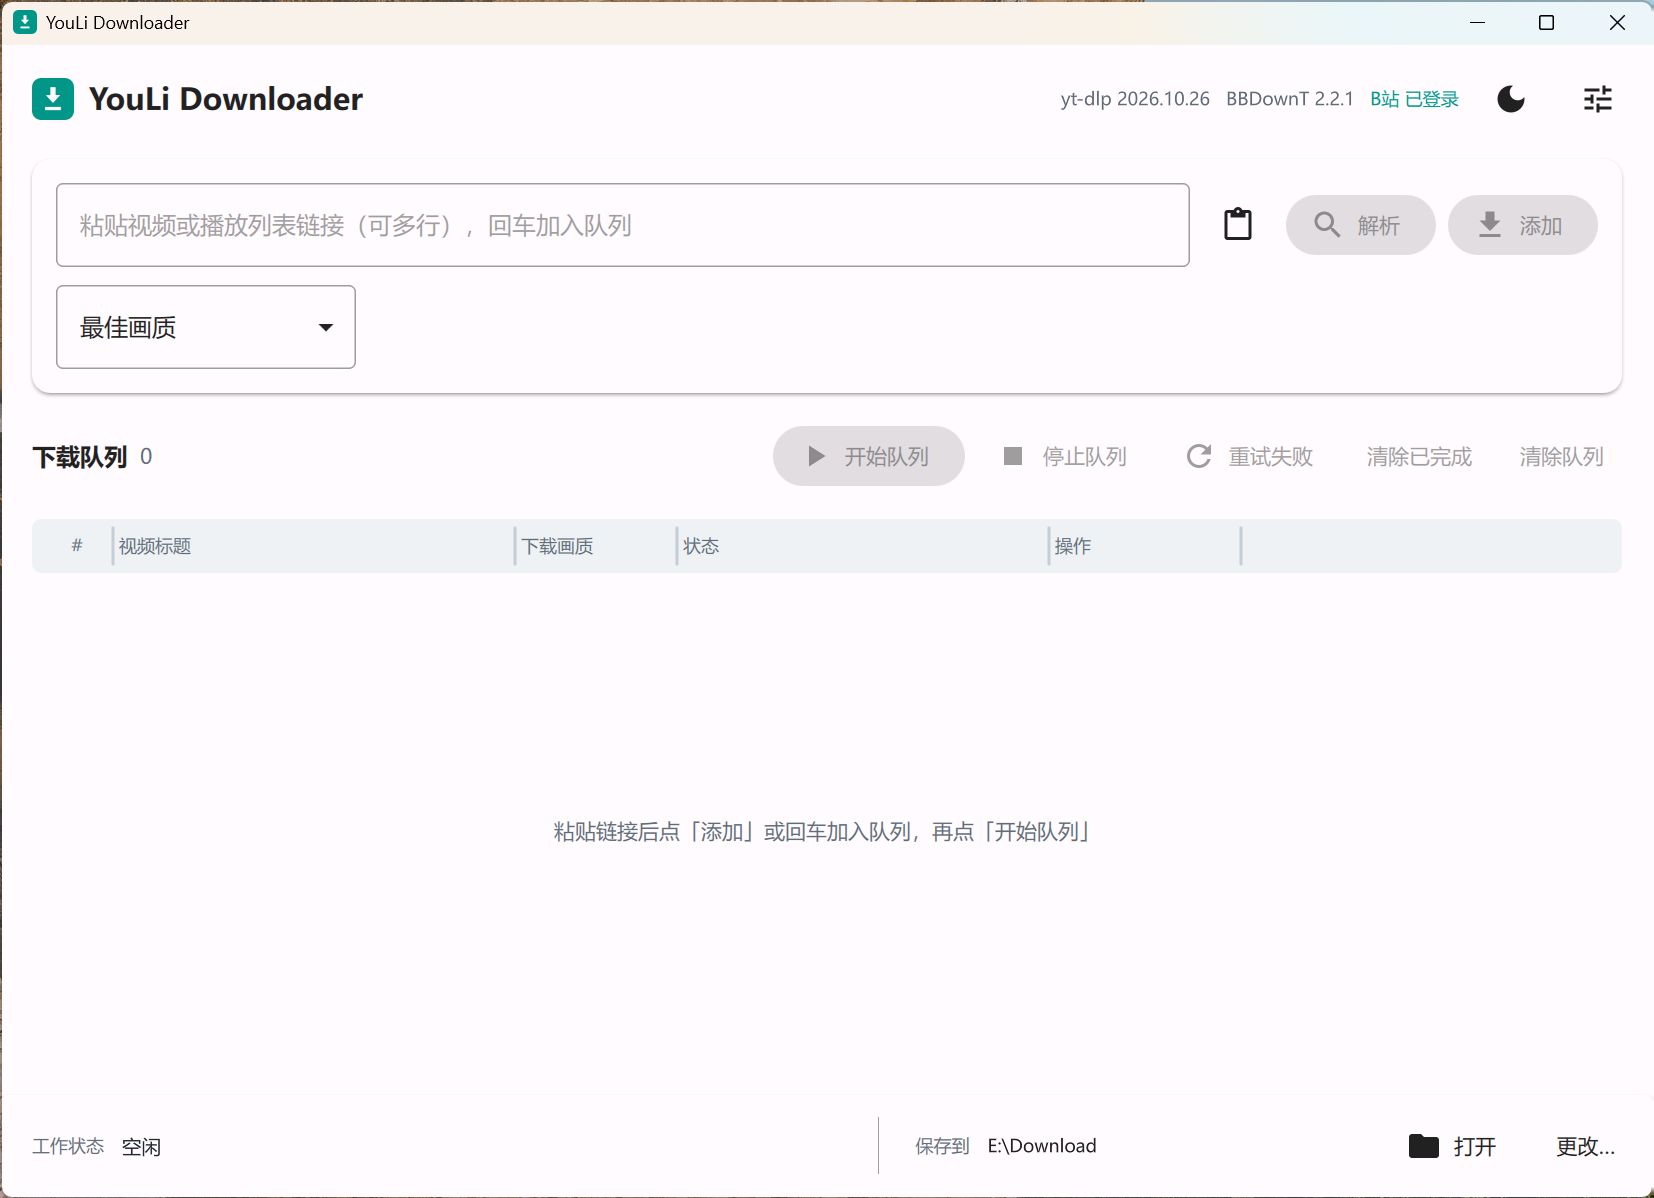 YouLi Downloader
YouLi Downloader
yt-dlp 2026.10.26 BBDownT 2.2.1 B站 已登录
粘贴视频或播放列表链接（可多行），回车加入队列
解析
添加
最佳画质
下载队列 0
开始队列
停止队列
重试失败
清除已完成
清除队列
# 视频标题 下载画质 状态 操作
粘贴链接后点「添加」或回车加入队列，再点「开始队列」
工作状态 空闲
保存到 E:\Download
打开
更改...